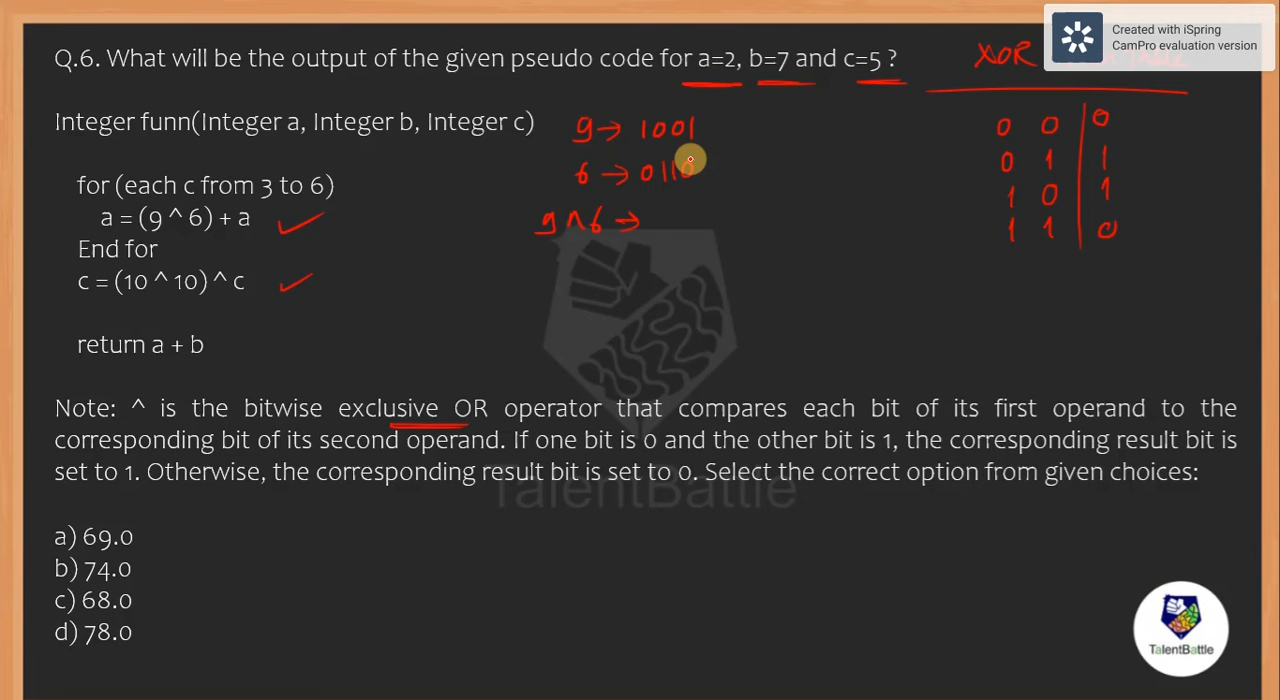 Created with iSpring
CamPro evaluation version
Q.6. What will be the output of the given pseudo code for a=2, b=7 and c=5 ?
XOR
Integer funn(Integer a, Integer b, Integer c)
9 → 1001
0 0 0
for (each c from 3 to 6)
6 → 0110
0 1 1
a = (9 ^ 6) + a
1 0 1
9 ^ 6 →
1 1 0
End for
c = (10 ^ 10) ^ c
return a + b
Note: ^ is the bitwise exclusive OR operator that compares each bit of its first operand to the
corresponding bit of its second operand. If one bit is 0 and the other bit is 1, the corresponding result bit is
set to 1. Otherwise, the corresponding result bit is set to 0. Select the correct option from given choices:
TalentBattle
a) 69.0
b) 74.0
c) 68.0
d) 78.0
TalentBattle